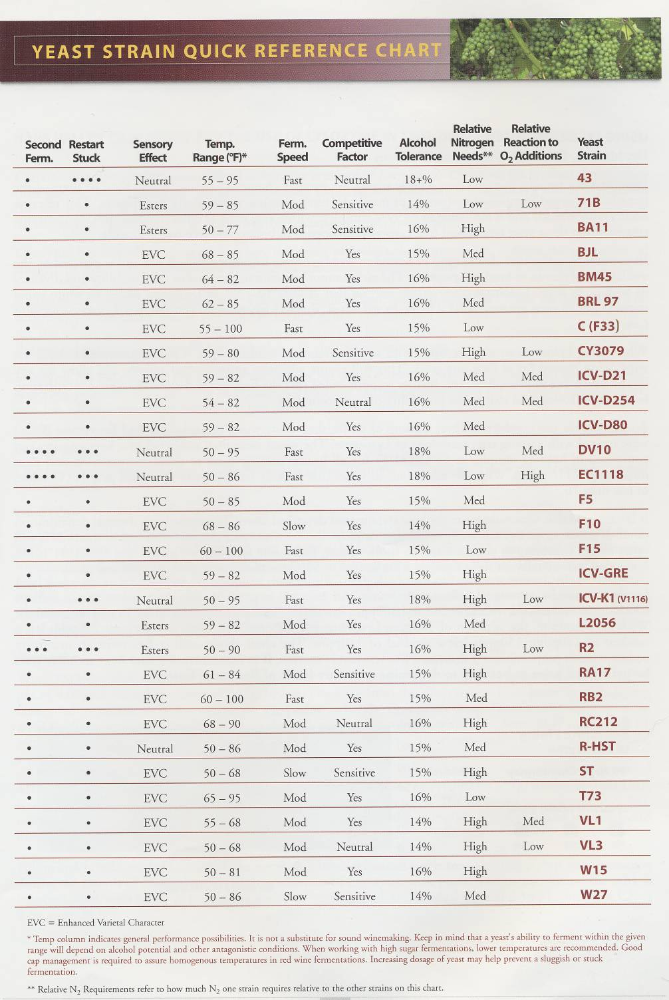 YEAST STRAIN QUICK REFERENCE CHART
Second Ferm. Restart Stuck Sensory Effect Temp. Range (°F)* Ferm. Speed Competitive Factor Alcohol Tolerance Relative Nitrogen Needs** Relative Reaction to O2 Additions Yeast Strain
• •••• Neutral 55 – 95 Fast Neutral 18+% Low 43
• • Esters 59 – 85 Mod Sensitive 14% Low Low 71B
• • Esters 50 – 77 Mod Sensitive 16% High BA11
• • EVC 68 – 85 Mod Yes 15% Med BJL
• • EVC 64 – 82 Mod Yes 16% High BM45
• • EVC 62 – 85 Mod Yes 16% Med BRL 97
• • EVC 55 – 100 Fast Yes 15% Low C (F33)
• • EVC 59 – 80 Mod Sensitive 15% High Low CY3079
• • EVC 59 – 82 Mod Yes 16% Med Med ICV-D21
• • EVC 54 – 82 Mod Neutral 16% Med Med ICV-D254
• • EVC 59 – 82 Mod Yes 16% Med ICV-D80
•••• ••• Neutral 50 – 95 Fast Yes 18% Low Med DV10
•••• ••• Neutral 50 – 86 Fast Yes 18% Low High EC1118
• • EVC 50 – 85 Mod Yes 15% Med F5
• • EVC 68 – 86 Slow Yes 14% High F10
• • EVC 60 – 100 Fast Yes 15% Low F15
• • EVC 59 – 82 Mod Yes 15% High ICV-GRE
• ••• Neutral 50 – 95 Fast Yes 18% High Low ICV-K1 (V1116)
• • Esters 59 – 82 Mod Yes 16% Med L2056
••• ••• Esters 50 – 90 Fast Yes 16% High Low R2
• • EVC 61 – 84 Mod Sensitive 15% High RA17
• • EVC 60 – 100 Fast Yes 15% Med RB2
• • EVC 68 – 90 Mod Neutral 16% High RC212
• • Neutral 50 – 86 Mod Yes 15% Med R-HST
• • EVC 50 – 68 Slow Sensitive 15% High ST
• • EVC 65 – 95 Mod Yes 16% Low T73
• • EVC 55 – 68 Mod Yes 14% High Med VL1
• • EVC 50 – 68 Mod Neutral 14% High Low VL3
• • EVC 50 – 81 Mod Yes 16% High W15
• • EVC 50 – 86 Slow Sensitive 14% Med W27
EVC = Enhanced Varietal Character
* Temp column indicates general performance possibilities. It is not a substitute for sound winemaking. Keep in mind that a yeast's ability to ferment within the given
range will depend on alcohol potential and other antagonistic conditions. When working with high sugar fermentations, lower temperatures are recommended. Good
cap management is required to assure homogenous temperatures in red wine fermentations. Increasing dosage of yeast may help prevent a sluggish or stuck
fermentation.
** Relative N2 Requirements refer to how much N2 one strain requires relative to the other strains on this chart.